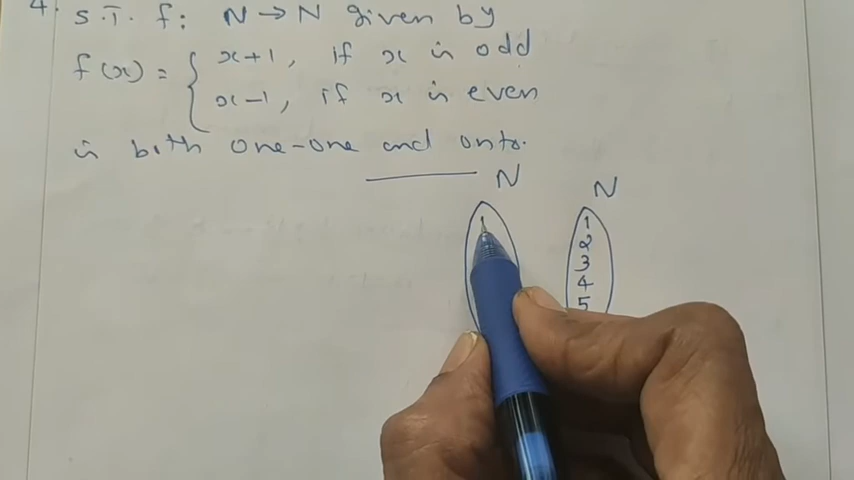 4. S.T. f: N → N given by
f(x) = { x+1, if x is odd
x-1, if x is even
is both one-one and onto.
N N
1 1
2
3
4
5